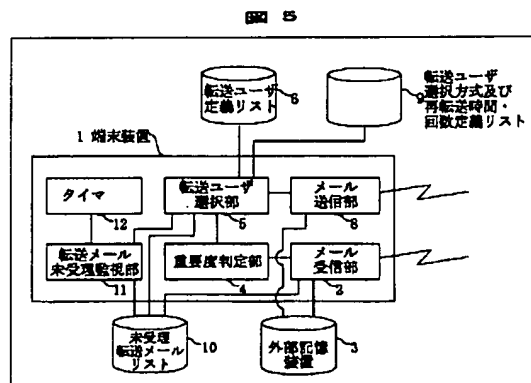 図 5
転送ユーザ
定義リスト
6
転送ユーザ
選択方式及び
再転送時間・
回数定義リスト
9
1 端末装置
タイマ
12
転送ユーザ
選択部
5
メール
送信部
8
転送メール
未受理監視部
11
重要度判定部
4
メール
受信部
2
未受理
転送メール
リスト
10
外部記憶
装置
3